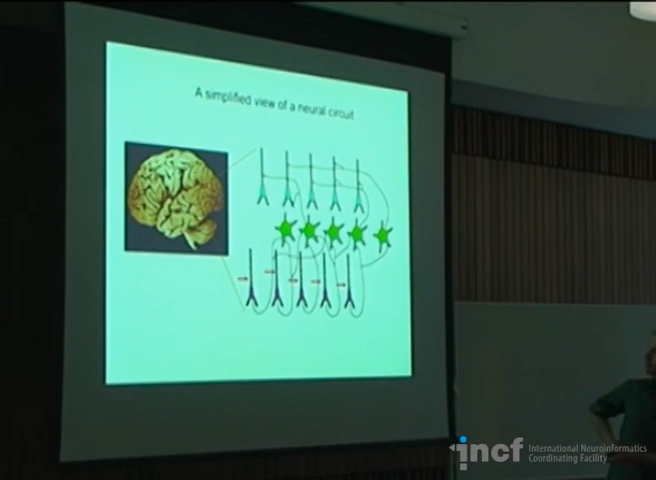 A simplified view of a neural circuit
incf
International Neuroinformatics
Coordinating Facility